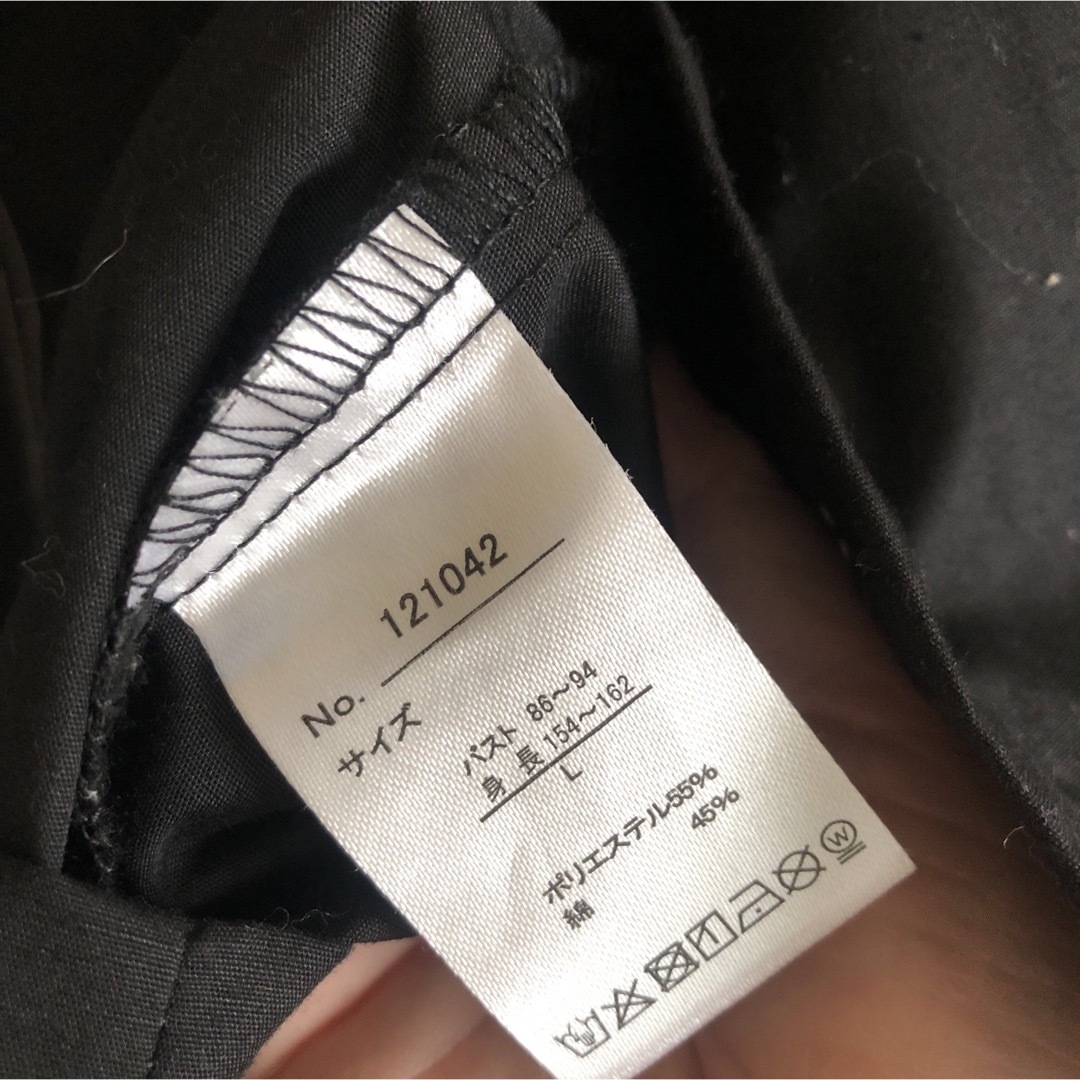 No. 121042
サイズ
バスト 86〜94
身長 154〜162
L
ポリエステル55%
綿 45%
W